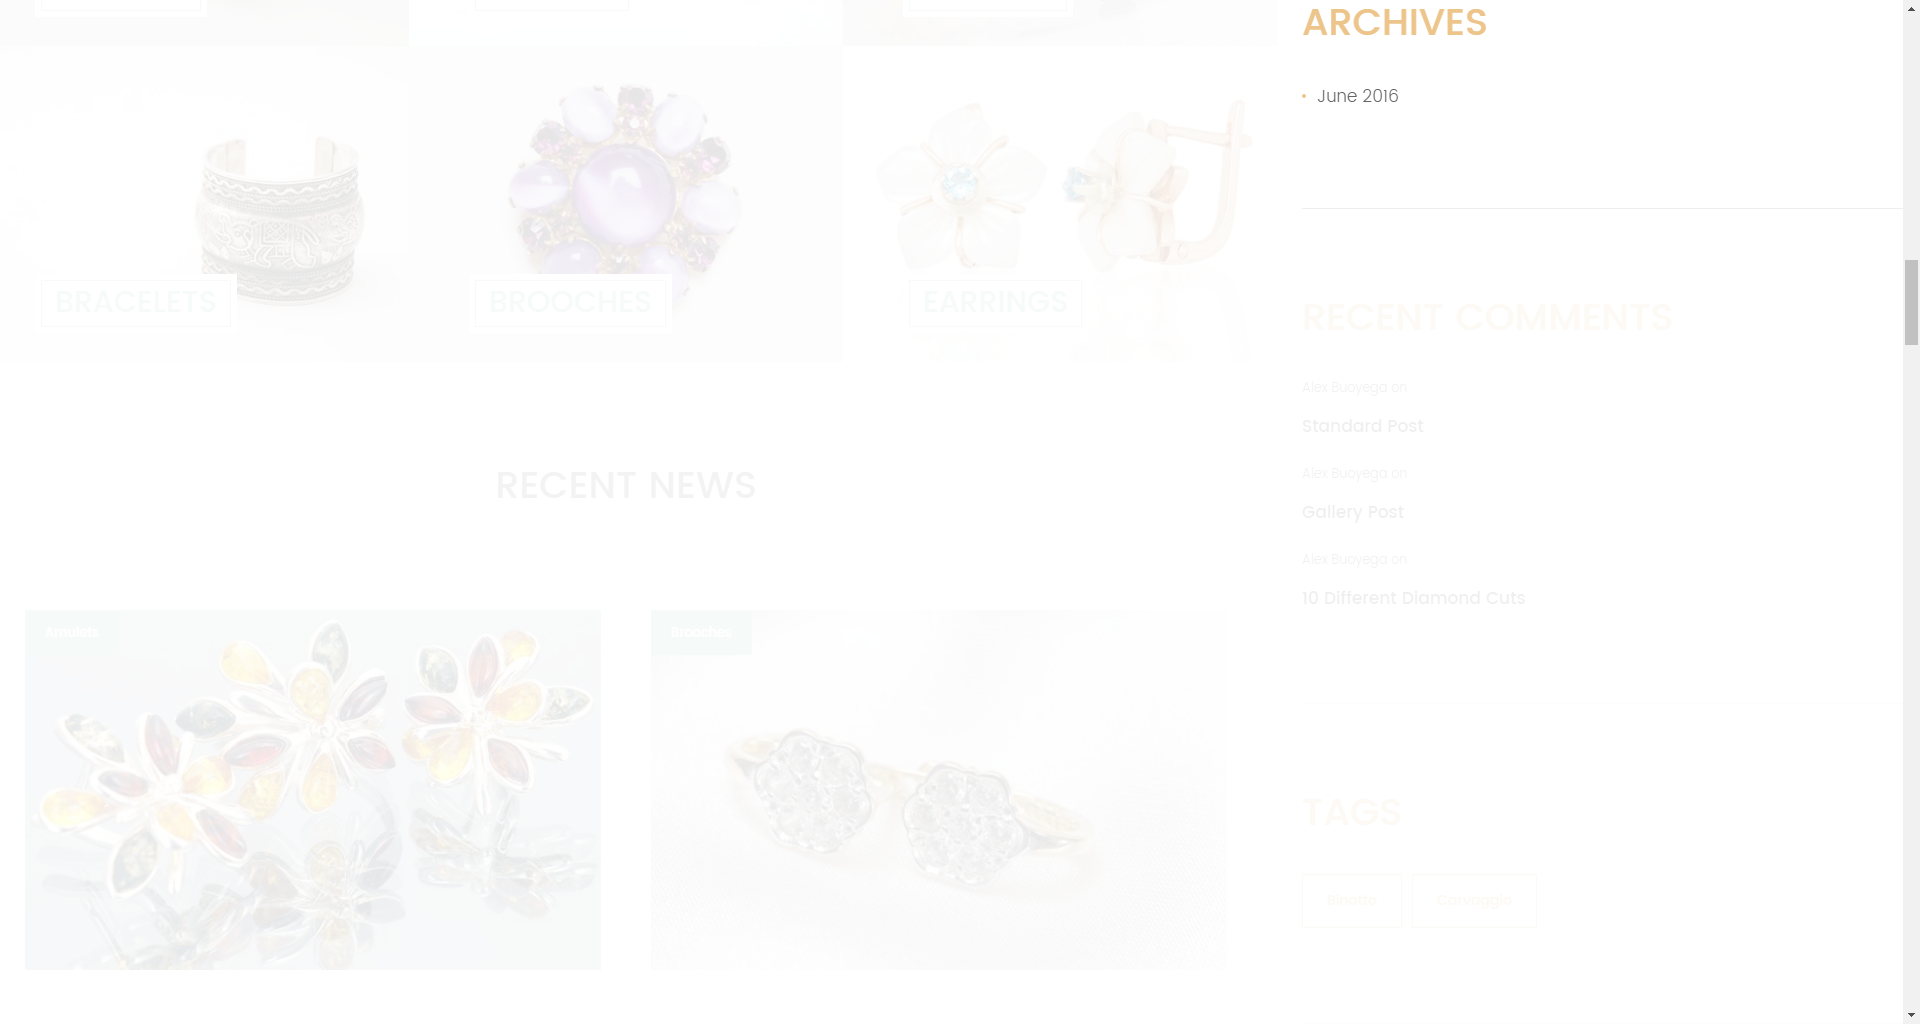 ARCHIVES
June 2016
BRACELETS
BROOCHES
EARRINGS
RECENT COMMENTS
Alex Buoyega on
Standard Post
Alex Buoyega on
Gallery Post
Alex Buoyega on
10 Different Diamond Cuts
RECENT NEWS
Amulets
Brooches
TAGS
Binatra
Carvaggio